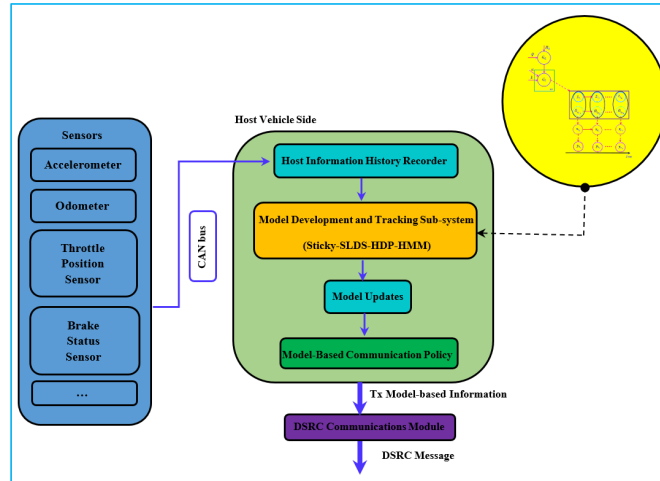 Sensors
Accelerometer
Odometer
Throttle
Position
Sensor
Brake
Status
Sensor
...
CAN bus
Host Vehicle Side
Host Information History Recorder
Model Development and Tracking Sub-system
(Sticky-SLDS-HDP-HMM)
Model Updates
Model-Based Communication Policy
Tx Model-based Information
DSRC Communications Module
DSRC Message